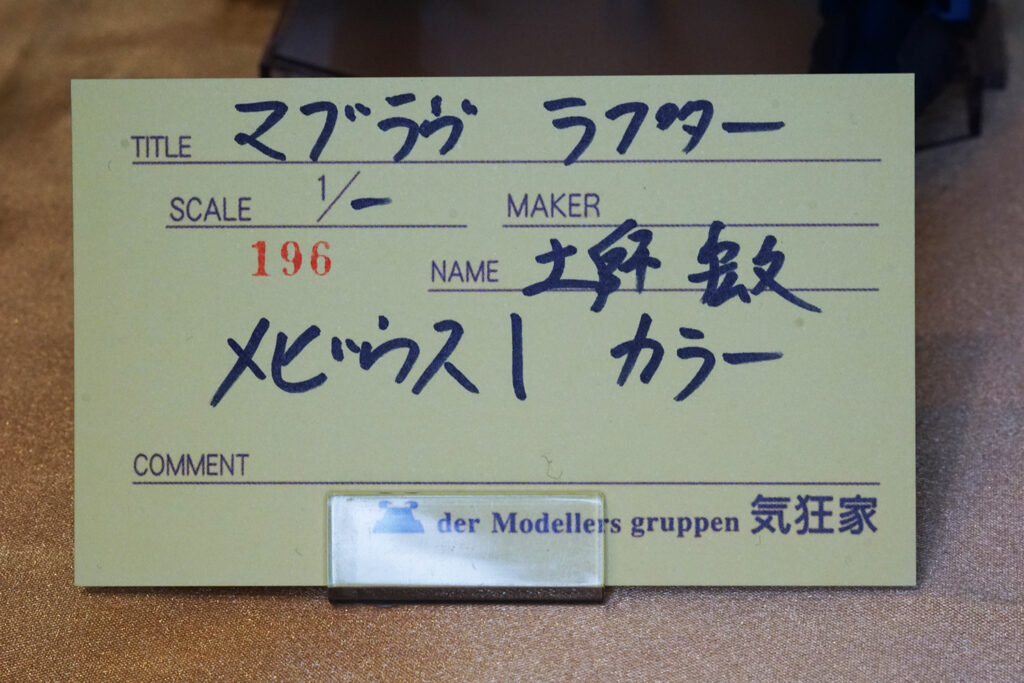 TITLE マブラヴ ラプター
SCALE 1/- MAKER
196 NAME
メビウス1 カラー
COMMENT
der Modellers gruppen 気狂家